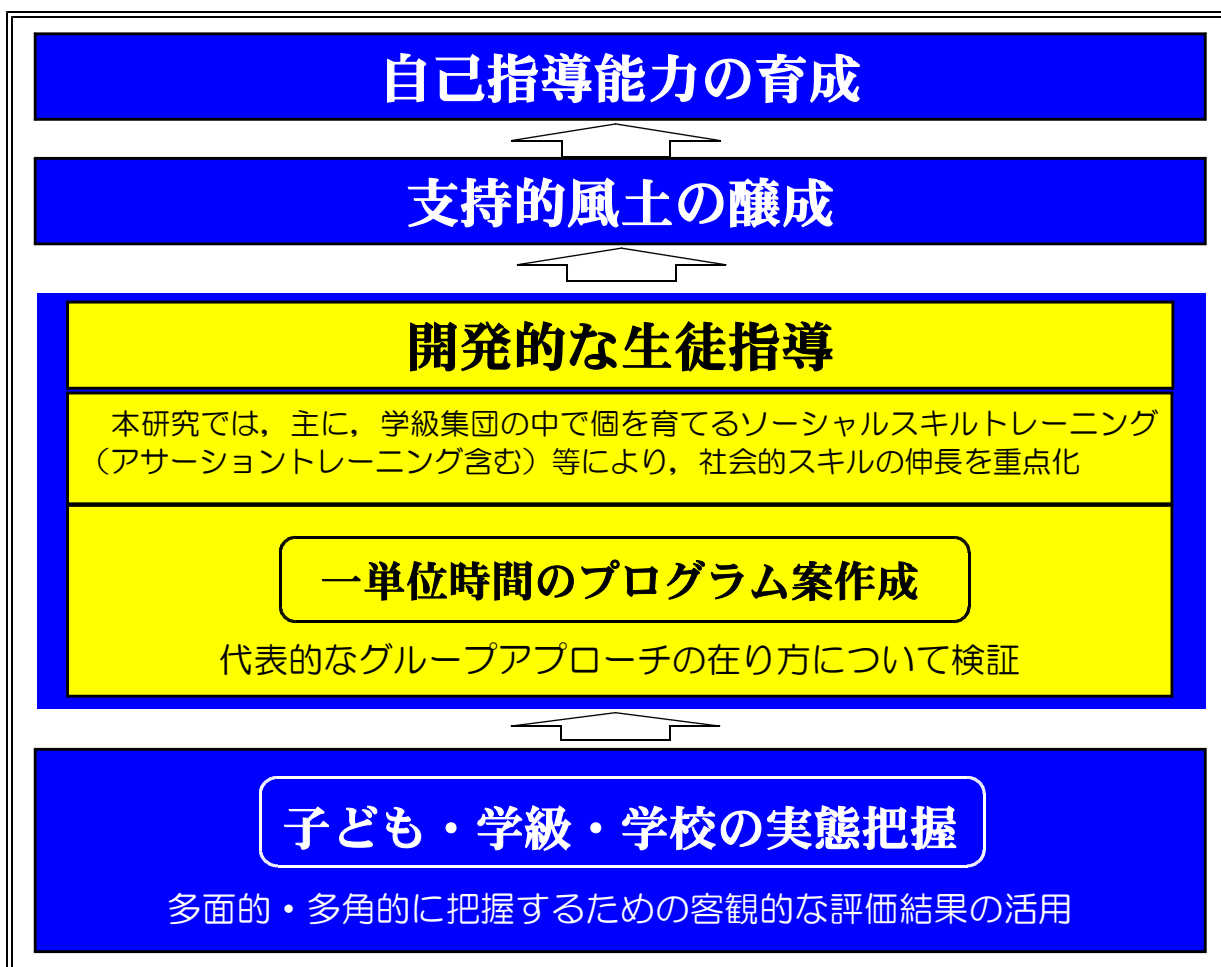 自己指導能力の育成
支持的風土の醸成
開発的な生徒指導
本研究では，主に，学級集団の中で個を育てるソーシャルスキルトレーニング
（アサーショントレーニング含む）等により，社会的スキルの伸長を重点化
一単位時間のプログラム案作成
代表的なグループアプローチの在り方について検証
子ども・学級・学校の実態把握
多面的・多角的に把握するための客観的な評価結果の活用